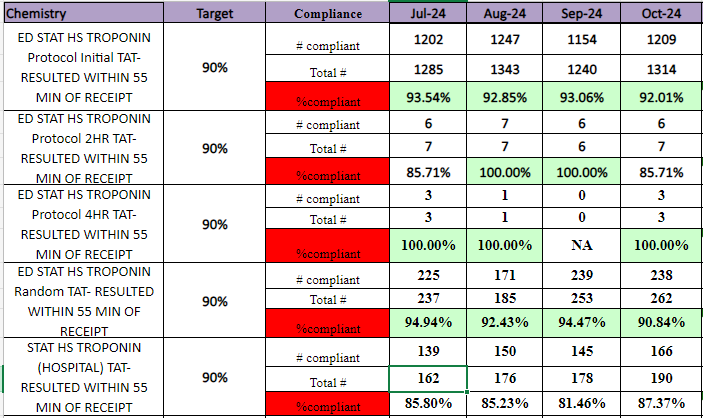 Chemistry Target Compliance Jul-24 Aug-24 Sep-24 Oct-24
ED STAT HS TROPONIN
Protocol Initial TAT-
RESULTED WITHIN 55
MIN OF RECEIPT
90%
# compliant 1202 1247 1154 1209
Total # 1285 1343 1240 1314
%compliant 93.54% 92.85% 93.06% 92.01%
ED STAT HS TROPONIN
Protocol 2HR TAT-
RESULTED WITHIN 55
MIN OF RECEIPT
90%
# compliant 6 7 6 6
Total # 7 7 6 7
%compliant 85.71% 100.00% 100.00% 85.71%
ED STAT HS TROPONIN
Protocol 4HR TAT-
RESULTED WITHIN 55
MIN OF RECEIPT
90%
# compliant 3 1 0 3
Total # 3 1 0 3
%compliant 100.00% 100.00% NA 100.00%
ED STAT HS TROPONIN
Random TAT- RESULTED
WITHIN 55 MIN OF
RECEIPT
90%
# compliant 225 171 239 238
Total # 237 185 253 262
%compliant 94.94% 92.43% 94.47% 90.84%
STAT HS TROPONIN
(HOSPITAL) TAT-
RESULTED WITHIN 55
MIN OF RECEIPT
90%
# compliant 139 150 145 166
Total # 162 176 178 190
%compliant 85.80% 85.23% 81.46% 87.37%